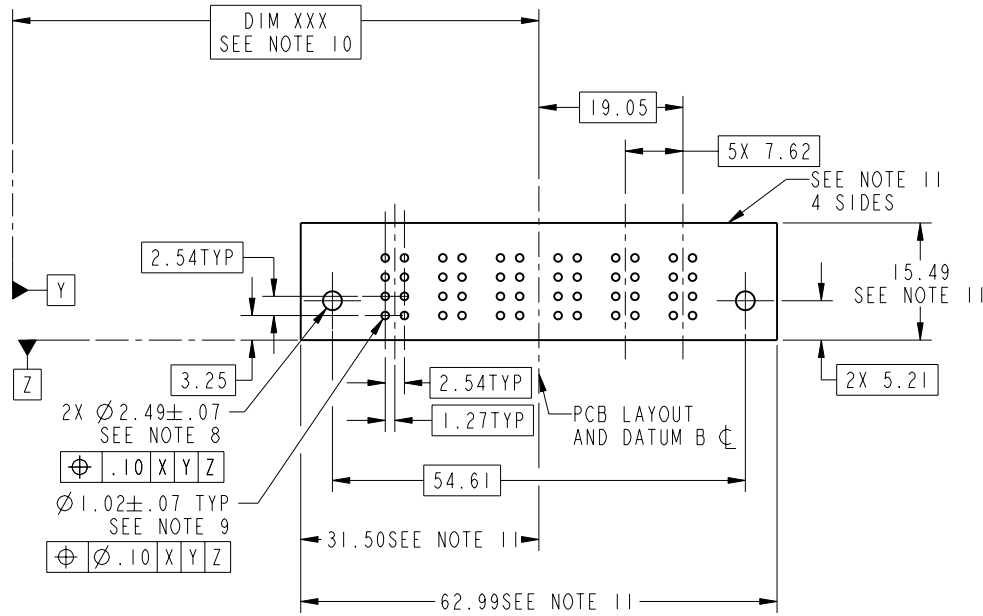 DIM XXX
SEE NOTE 10
19.05
5X 7.62
SEE NOTE 11
4 SIDES
2.54TYP
15.49
SEE NOTE 11
Y
Z
3.25
2.54TYP
2X 5.21
2X Ø2.49±.07
SEE NOTE 8
⌖ .10 X Y Z
1.27TYP
PCB LAYOUT
AND DATUM B ℄
54.61
Ø1.02±.07 TYP
SEE NOTE 9
⌖ Ø.10 X Y Z
31.50SEE NOTE 11
62.99SEE NOTE 11